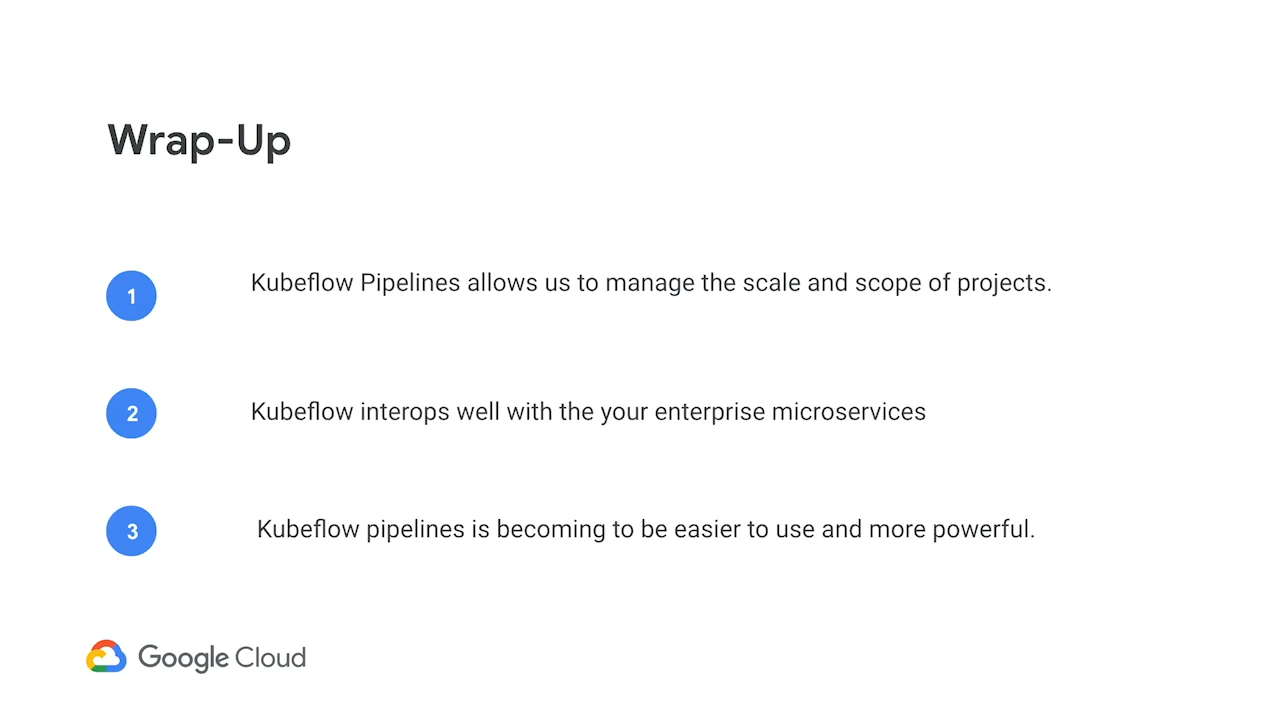 Wrap-Up
1 Kubeflow Pipelines allows us to manage the scale and scope of projects.
2 Kubeflow interops well with the your enterprise microservices
3 Kubeflow pipelines is becoming to be easier to use and more powerful.
Google Cloud